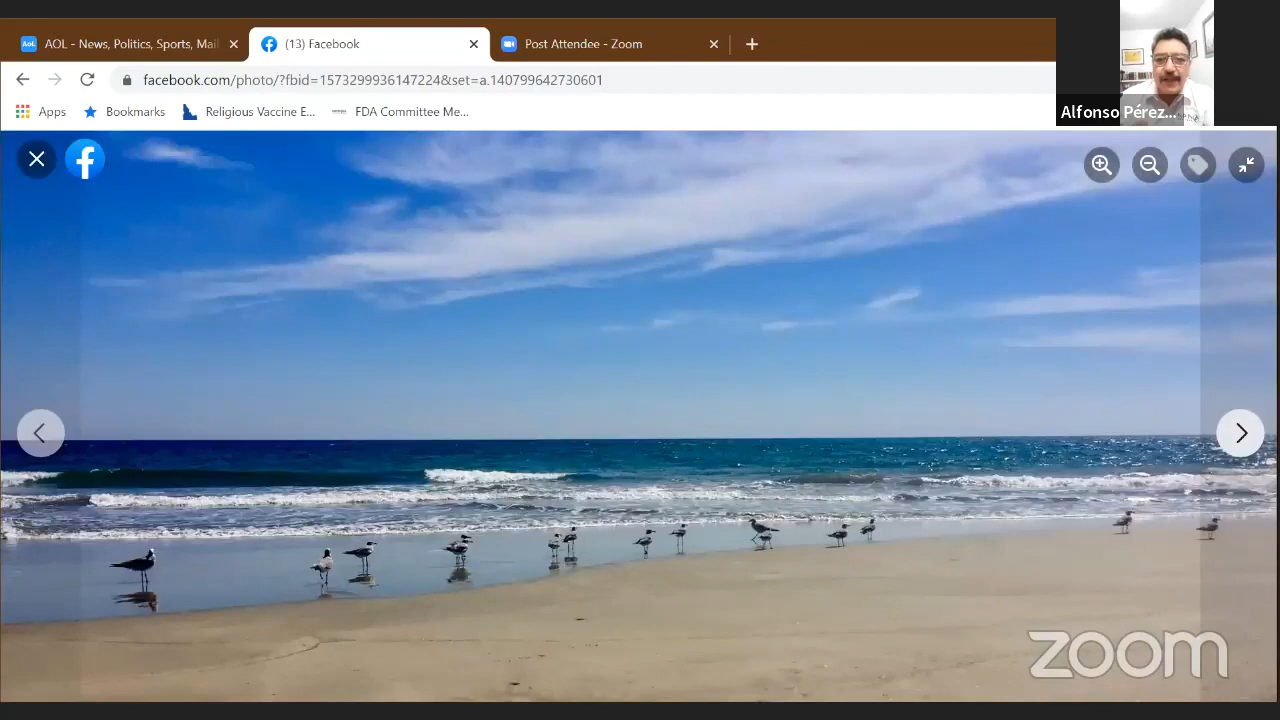 Aol AOL - News, Politics, Sports, Mail
(13) Facebook
Post Attendee - Zoom
facebook.com/photo/?fbid=1573299936147224&set=a.140799642730601
Apps
Bookmarks
Religious Vaccine E...
FDA Committee Me...
Alfonso Pérez...
zoom